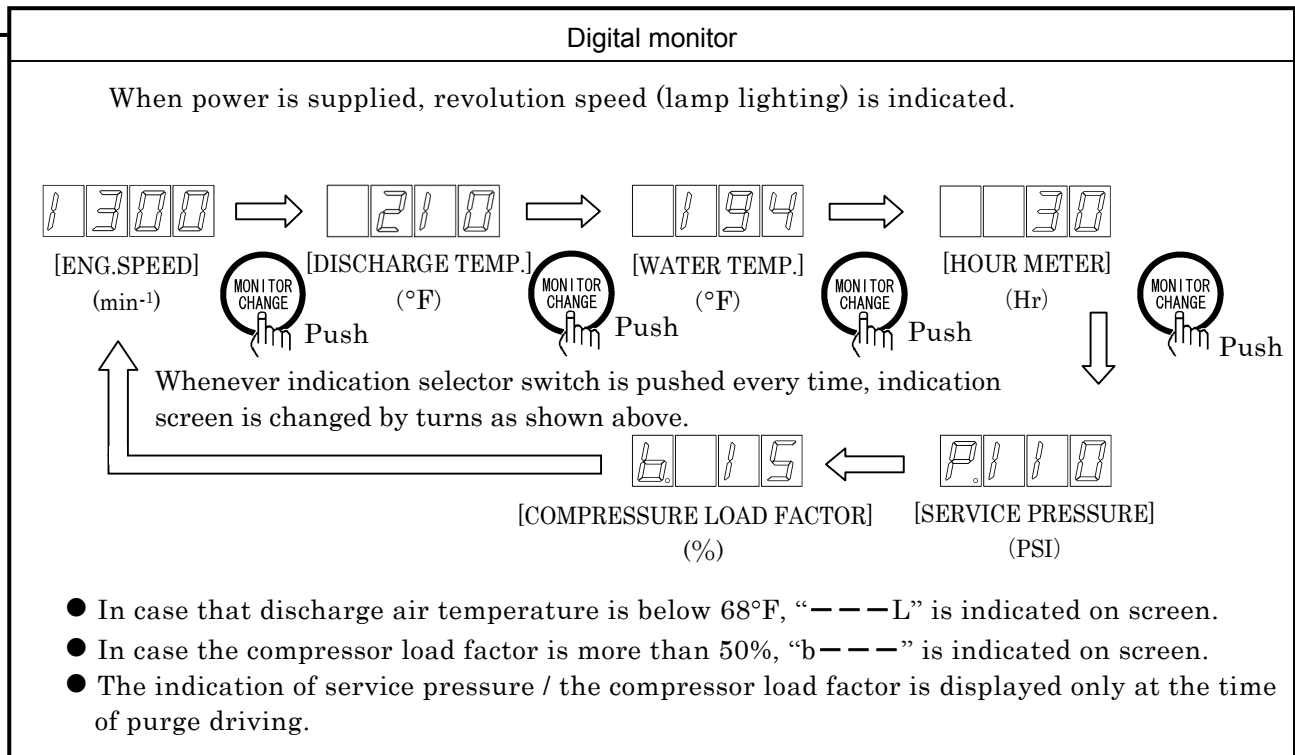 Digital monitor
When power is supplied, revolution speed (lamp lighting) is indicated.
1300 210 194 30
[ENG.SPEED] [DISCHARGE TEMP.] [WATER TEMP.] [HOUR METER]
(min-1) (°F) (°F) (Hr)
MONITOR CHANGE MONITOR CHANGE MONITOR CHANGE MONITOR CHANGE
Push Push Push Push
Whenever indication selector switch is pushed every time, indication
screen is changed by turns as shown above.
b. 15 P.110
[COMPRESSURE LOAD FACTOR] [SERVICE PRESSURE]
(%) (PSI)
● In case that discharge air temperature is below 68°F, “−−−L” is indicated on screen.
● In case the compressor load factor is more than 50%, “b−−−” is indicated on screen.
● The indication of service pressure / the compressor load factor is displayed only at the time
of purge driving.